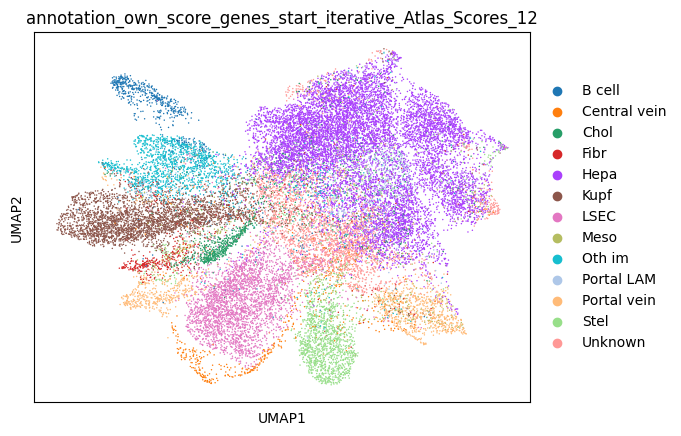 annotation_own_score_genes_start_iterative_Atlas_Scores_12
UMAP2
UMAP1
B cell
Central vein
Chol
Fibr
Hepa
Kupf
LSEC
Meso
Oth im
Portal LAM
Portal vein
Stel
Unknown